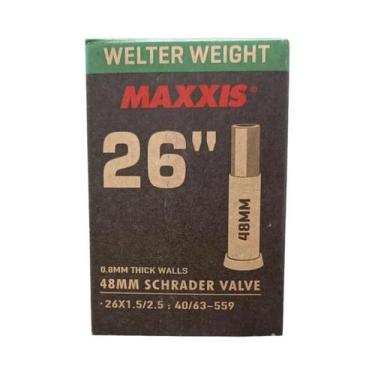 WELTER WEIGHT
MAXXIS®
26"
48MM
0.8MM THICK WALLS
48MM SCHRADER VALVE
·26X1.5/2.5 ; 40/63-559